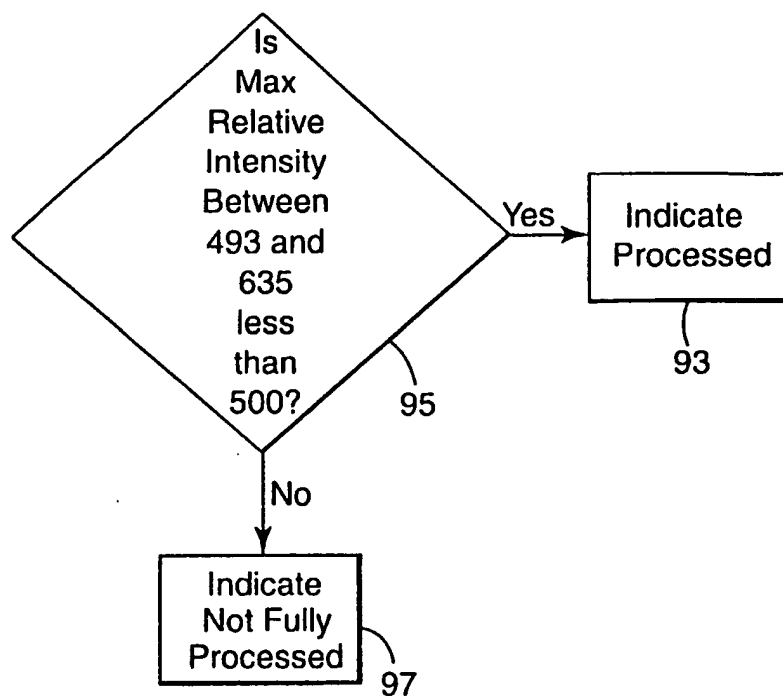 Is
Max
Relative
Intensity
Between
493 and
635
less
than
500?
Yes
Indicate
Processed
93
95
No
Indicate
Not Fully
Processed
97